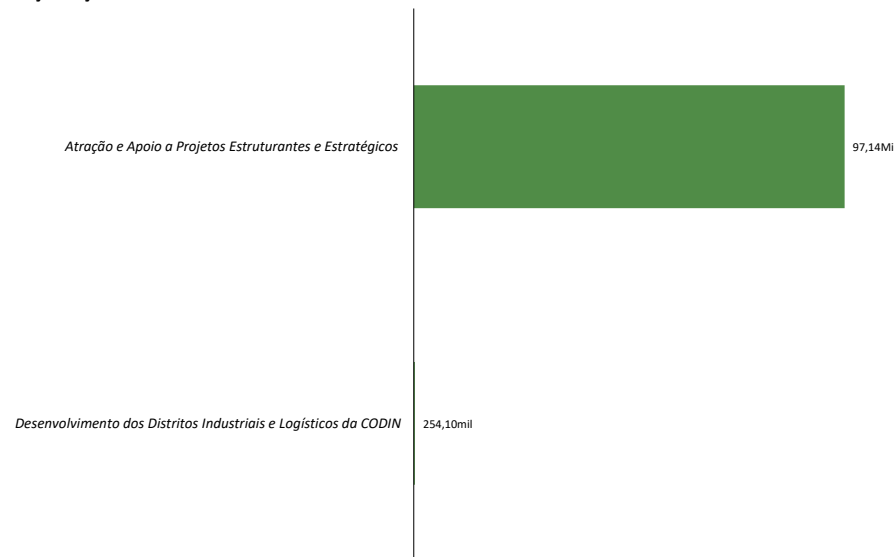 Atração e Apoio a Projetos Estruturantes e Estratégicos
97,14Mi
Desenvolvimento dos Distritos Industriais e Logísticos da CODIN
254,10mil